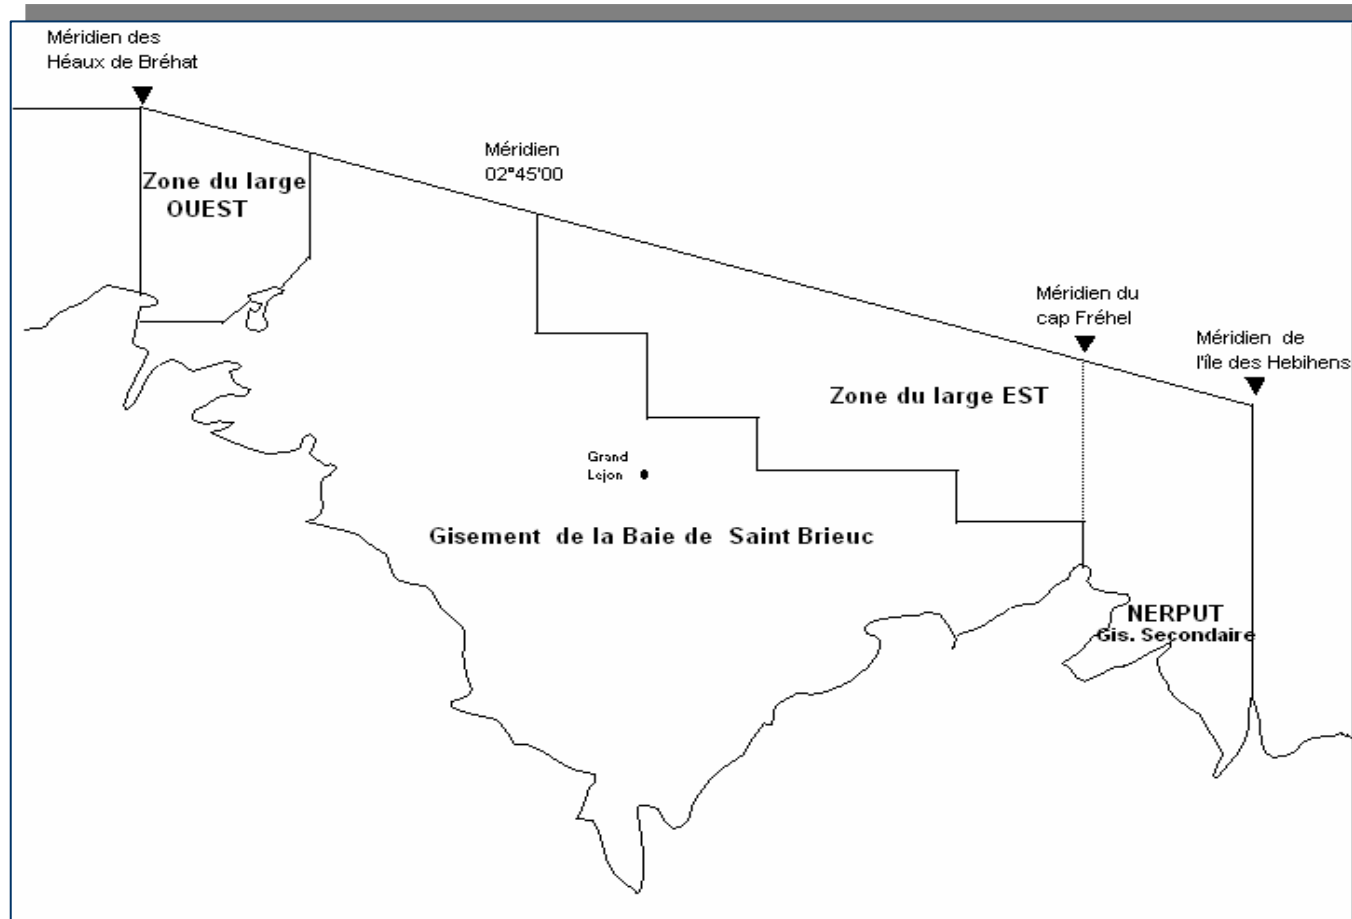 Méridien des
Héaux de Bréhat
Méridien
02°45'00
Zone du large
OUEST
Méridien du
cap Fréhel
Méridien de
l'île des Hebihens
Zone du large EST
Grand
Lejon
Gisement de la Baie de Saint Brieuc
NERPUT
Gis. Secondaire